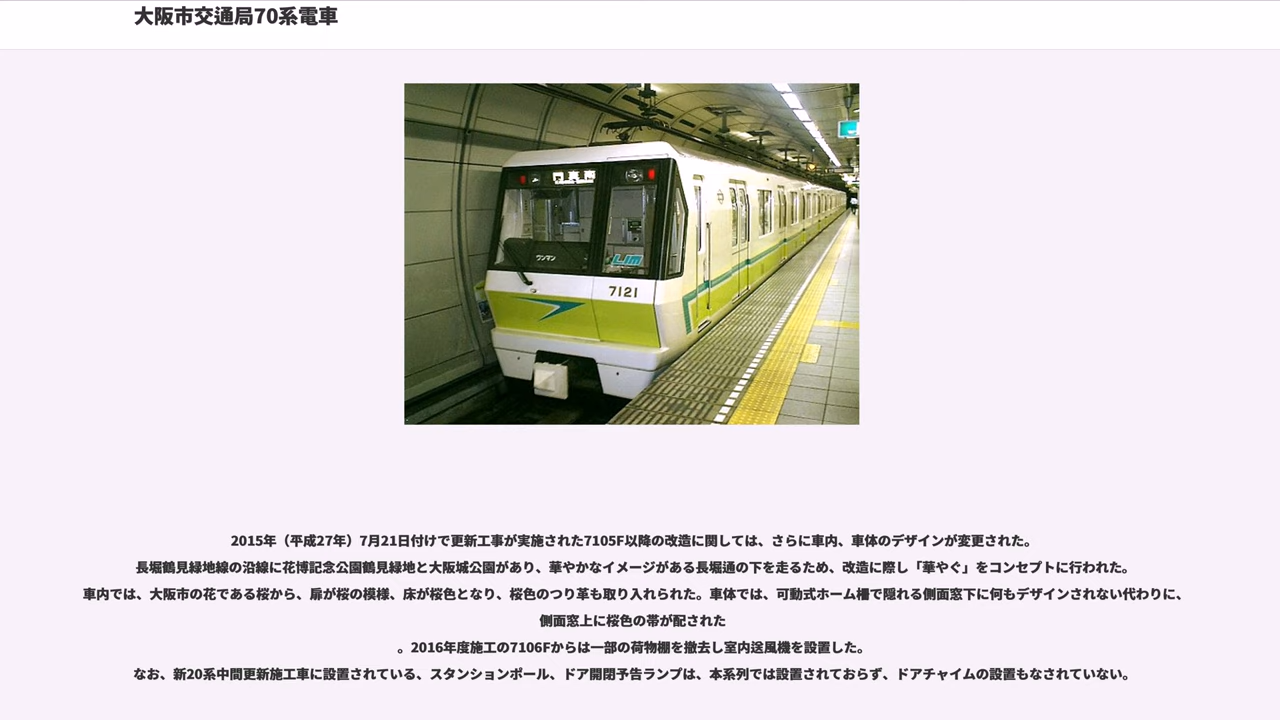 大阪市交通局70系電車
門真南
ワンマン
LIM
7121
2015年（平成27年）7月21日付けで更新工事が実施された7105F以降の改造に関しては、さらに車内、車体のデザインが変更された。
長堀鶴見緑地線の沿線に花博記念公園鶴見緑地と大阪城公園があり、華やかなイメージがある長堀通の下を走るため、改造に際し「華やぐ」をコンセプトに行われた。
車内では、大阪市の花である桜から、扉が桜の模様、床が桜色となり、桜色のつり革も取り入れられた。車体では、可動式ホーム柵で隠れる側面窓下に何もデザインされない代わりに、
側面窓上に桜色の帯が配された
。2016年度施工の7106Fからは一部の荷物棚を撤去し室内送風機を設置した。
なお、新20系中間更新施工車に設置されている、スタンションポール、ドア開閉予告ランプは、本系列では設置されておらず、ドアチャイムの設置もなされていない。